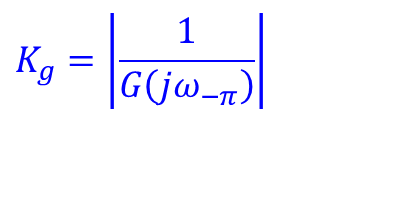 K_g = |1 / G(jω_{−π})|